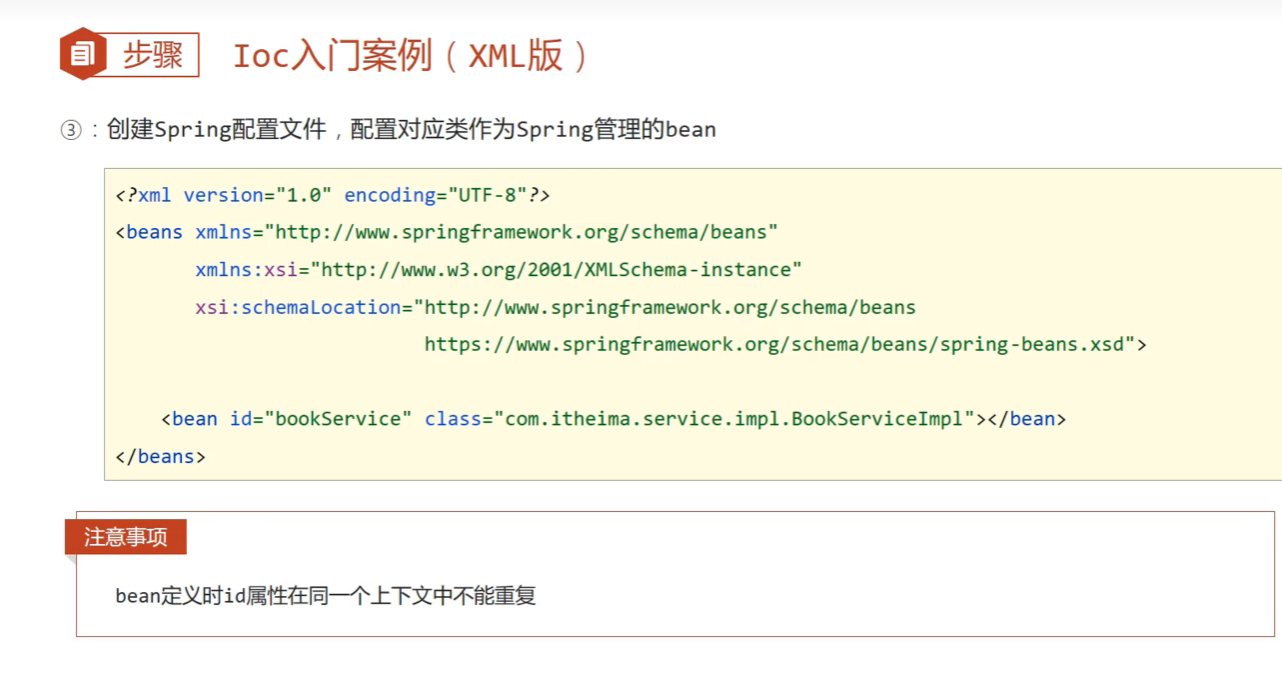 步骤 Ioc入门案例（XML版）
③：创建Spring配置文件，配置对应类作为Spring管理的bean
<?xml version="1.0" encoding="UTF-8"?>
<beans xmlns="http://www.springframework.org/schema/beans"
       xmlns:xsi="http://www.w3.org/2001/XMLSchema-instance"
       xsi:schemaLocation="http://www.springframework.org/schema/beans
                           https://www.springframework.org/schema/beans/spring-beans.xsd">
    <bean id="bookService" class="com.itheima.service.impl.BookServiceImpl"></bean>
</beans>
注意事项
bean定义时id属性在同一个上下文中不能重复